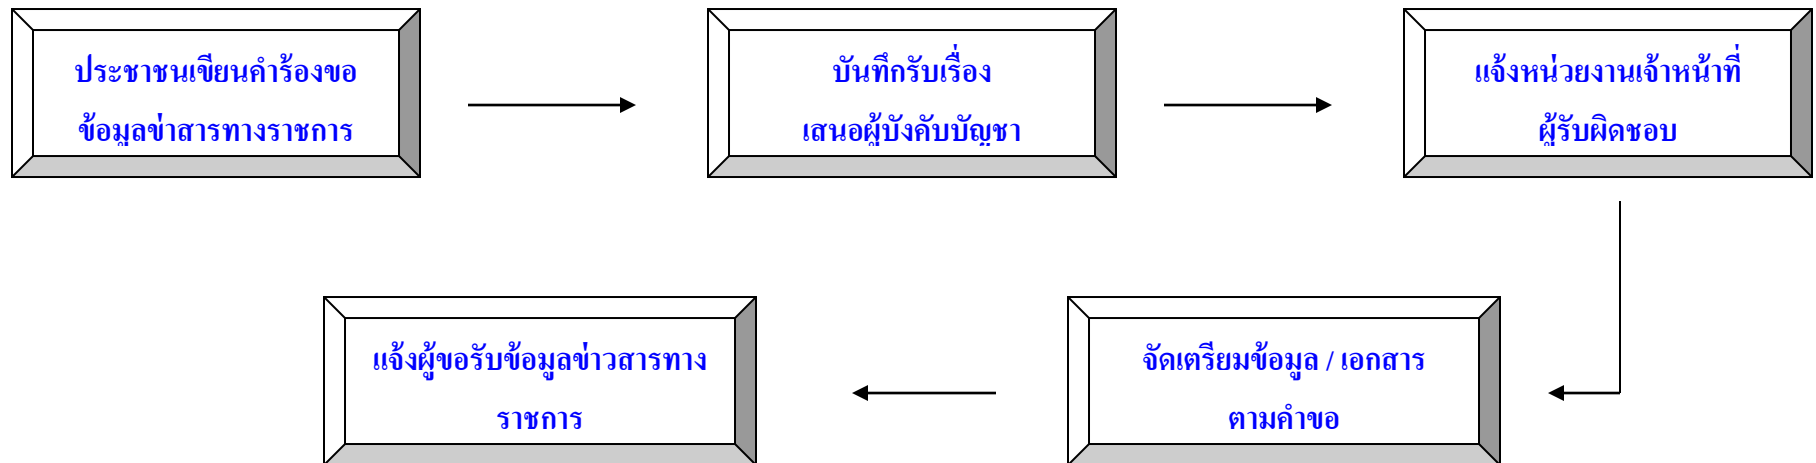 ประชาชนเขียนคำร้องขอ
ข้อมูลข่าสารทางราชการ
บันทึกรับเรื่อง
เสนอผู้บังคับบัญชา
แจ้งหน่วยงานเจ้าหน้าที่
ผู้รับผิดชอบ
จัดเตรียมข้อมูล / เอกสาร
ตามคำขอ
แจ้งผู้ขอรับข้อมูลข่าวสารทาง
ราชการ